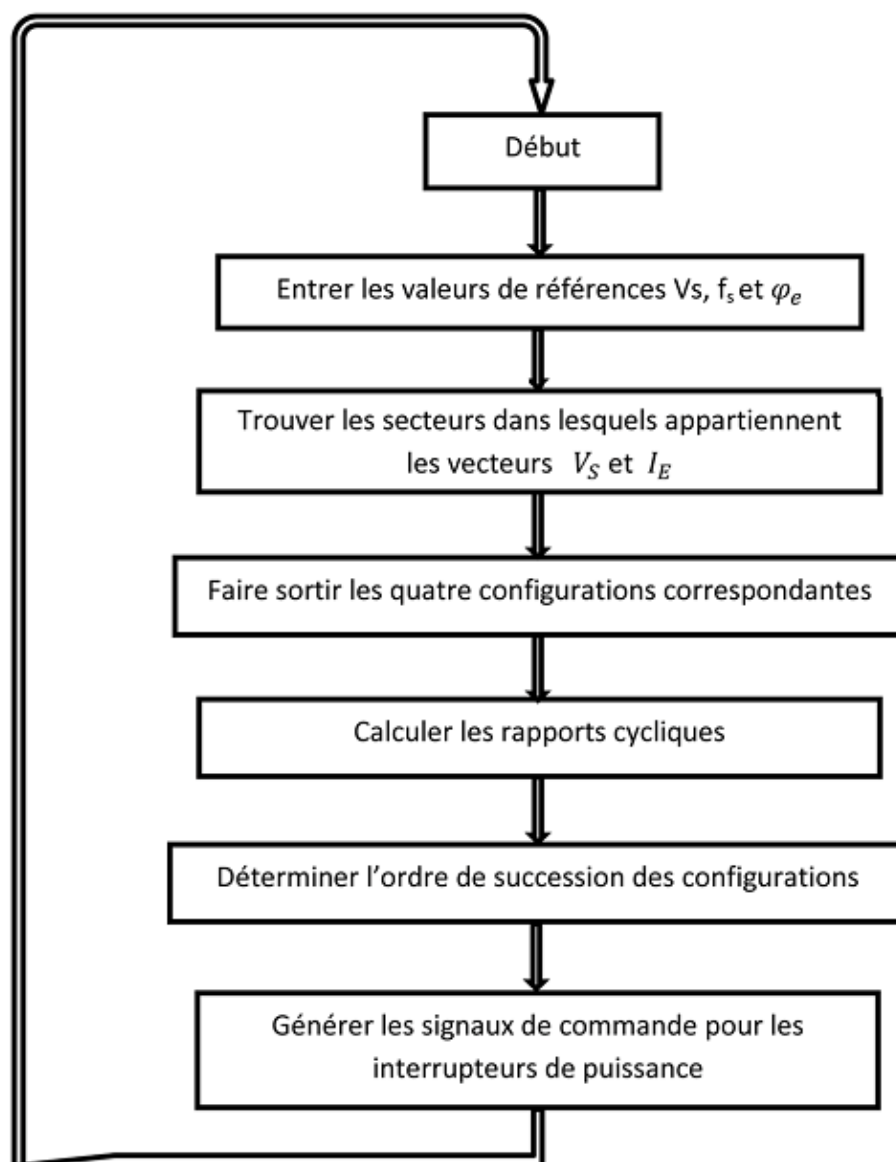 Début
Entrer les valeurs de références Vs, fₛ et φₑ
Trouver les secteurs dans lesquels appartiennent
les vecteurs V_S et I_E
Faire sortir les quatre configurations correspondantes
Calculer les rapports cycliques
Déterminer l’ordre de succession des configurations
Générer les signaux de commande pour les
interrupteurs de puissance